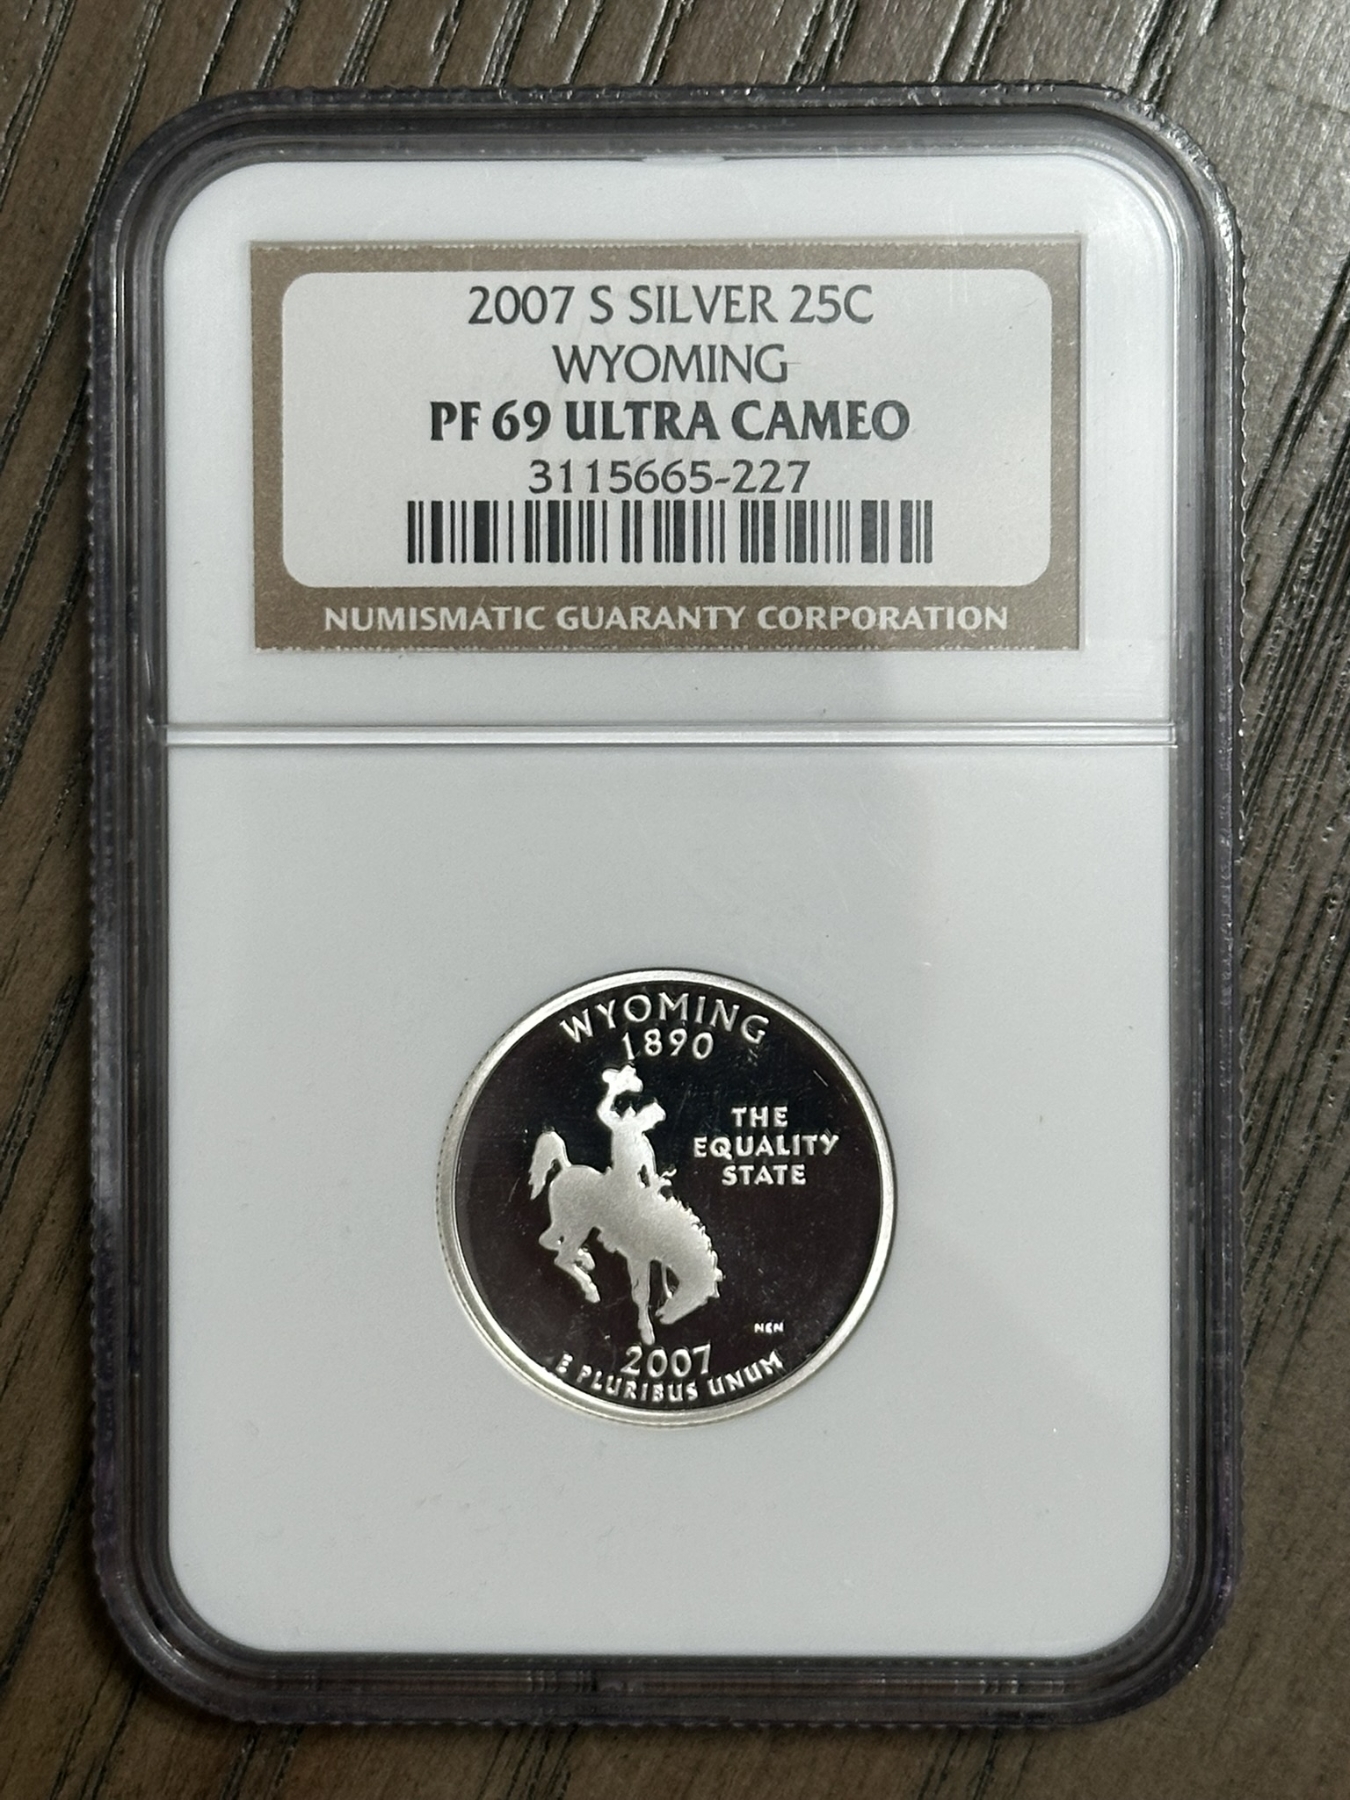 2007 S SILVER 25C
WYOMING
PF 69 ULTRA CAMEO
3115665-227
NUMISMATIC GUARANTY CORPORATION
WYOMING
1890
THE
EQUALITY
STATE
NCN
2007
E PLURIBUS UNUM